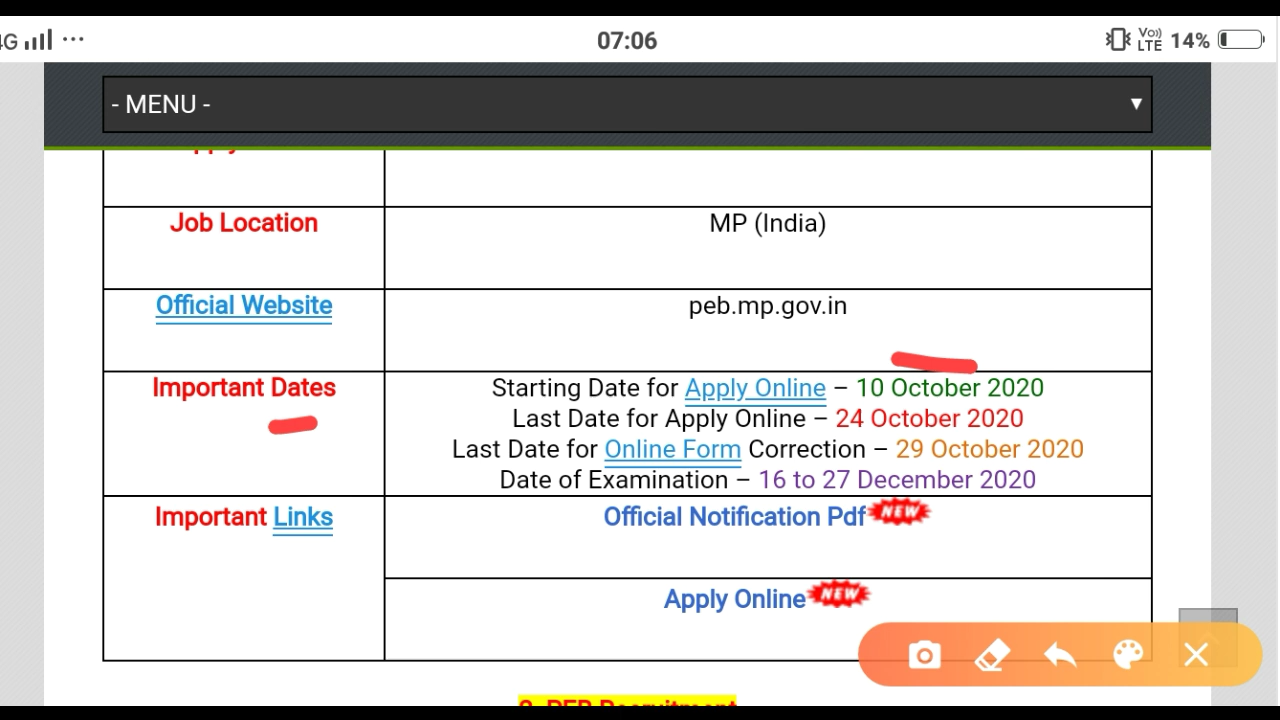 4G ... 07:06 Vo)) LTE 14%
- MENU - ▼
Job Location MP (India)
Official Website peb.mp.gov.in
Important Dates Starting Date for Apply Online – 10 October 2020
Last Date for Apply Online – 24 October 2020
Last Date for Online Form Correction – 29 October 2020
Date of Examination – 16 to 27 December 2020
Important Links Official Notification Pdf NEW
Apply Online NEW